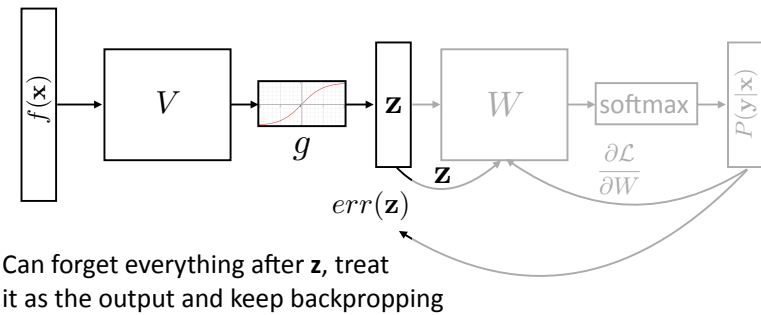 f(x)
V
g
z
W
softmax
P(y|x)
z
∂L
∂W
err(z)
Can forget everything after z, treat
it as the output and keep backpropping